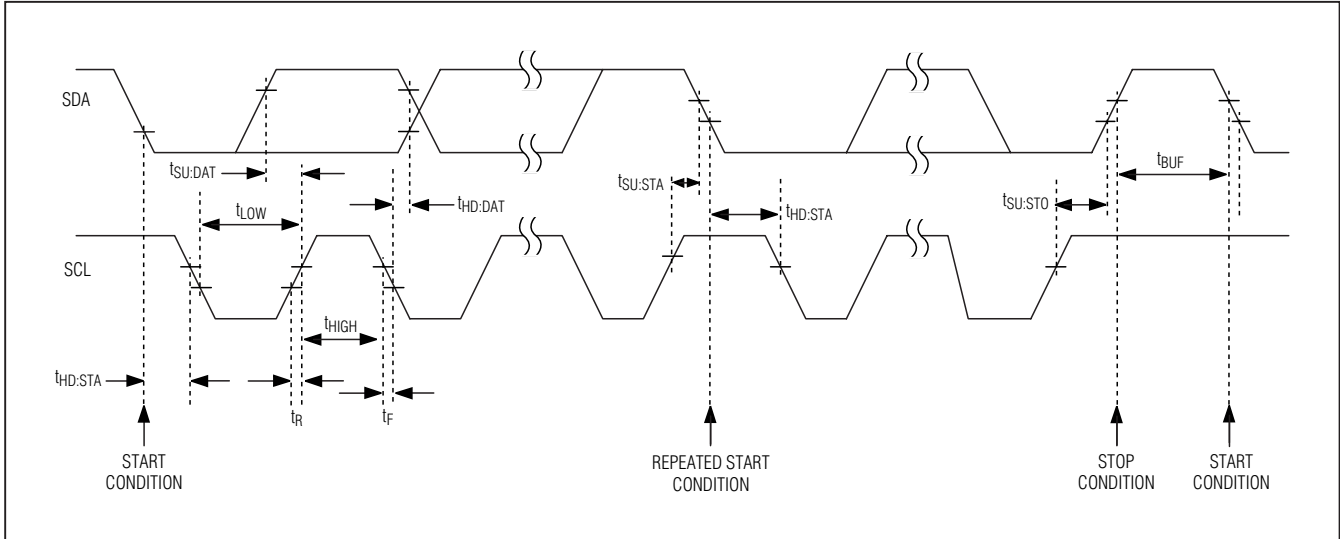 SDA
tSU:DAT
tLOW
tHD:DAT
tSU:STA
tHD:STA
tBUF
tSU:STO
SCL
tHIGH
tHD:STA
tR
tF
START
CONDITION
REPEATED START
CONDITION
STOP
CONDITION
START
CONDITION